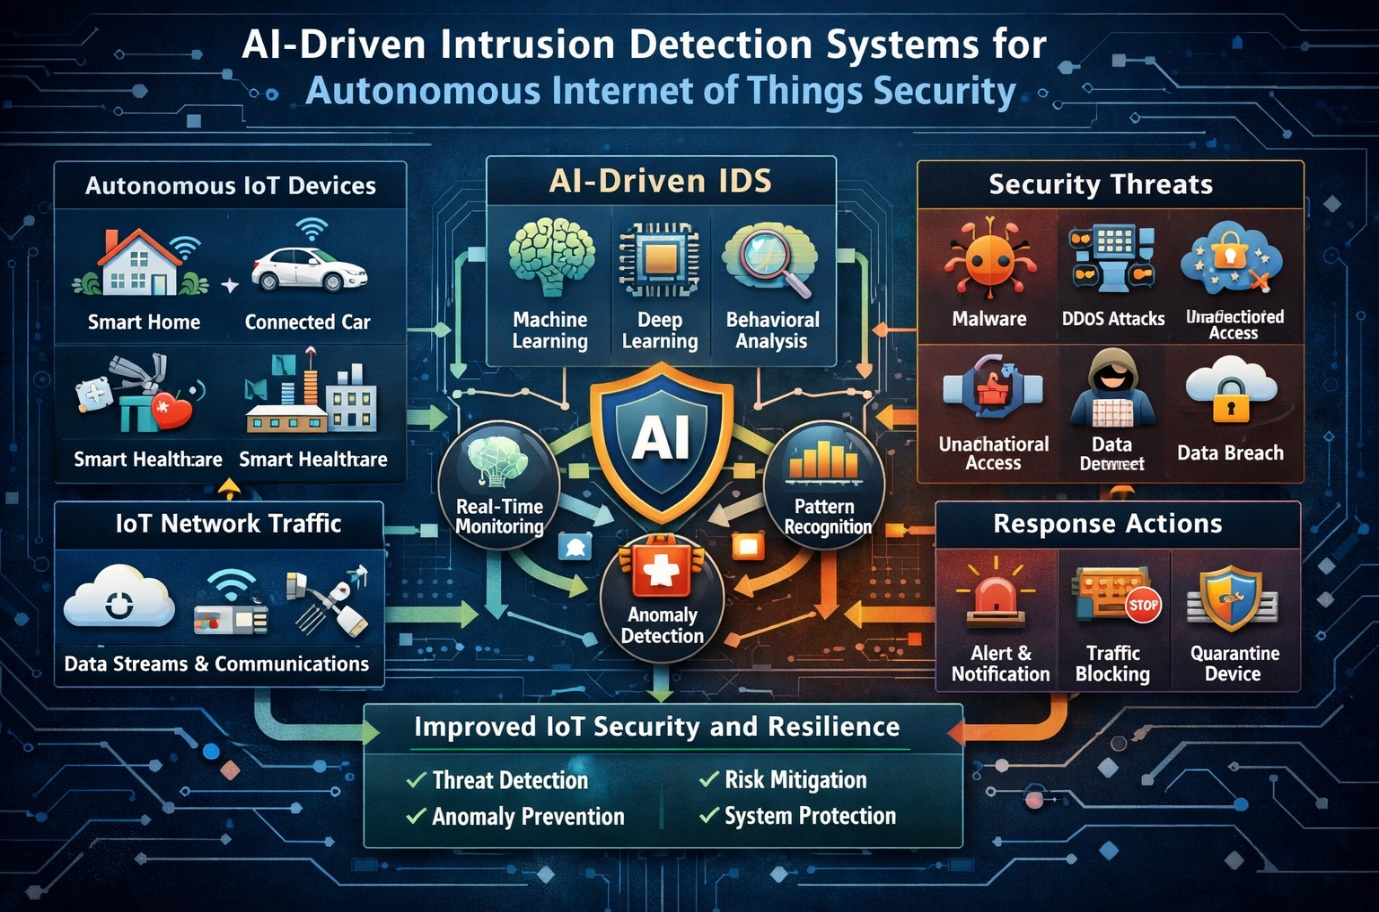 AI-Driven Intrusion Detection Systems for
Autonomous Internet of Things Security
Autonomous IoT Devices
Smart Home
Connected Car
Smart Healthcare
Smart Healthcare
IoT Network Traffic
Data Streams & Communications
AI-Driven IDS
Machine
Learning
Deep
Learning
Behavioral
Analysis
AI
Real-Time
Monitoring
Pattern
Recognition
Anomaly
Detection
Security Threats
Malware
DDOS Attacks
Access
Data Breach
Access
Data
Response Actions
Alert &
Notification
Traffic
Blocking
STOP
Quarantine
Device
Improved IoT Security and Resilience
✓ Threat Detection
✓ Anomaly Prevention
✓ Risk Mitigation
✓ System Protection